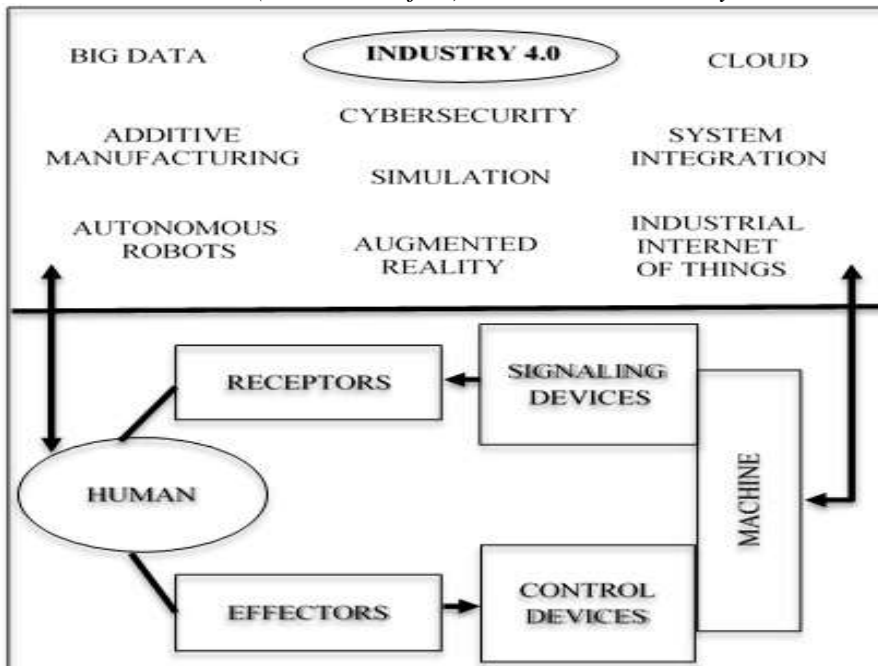 BIG DATA
INDUSTRY 4.0
CLOUD
CYBERSECURITY
ADDITIVE
MANUFACTURING
SYSTEM
INTEGRATION
SIMULATION
AUTONOMOUS
ROBOTS
AUGMENTED
REALITY
INDUSTRIAL
INTERNET
OF THINGS
RECEPTORS
SIGNALING
DEVICES
HUMAN
MACHINE
EFFECTORS
CONTROL
DEVICES